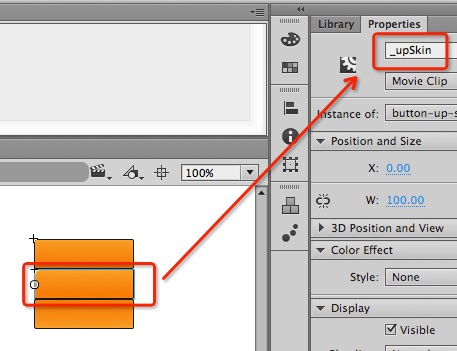 Library
Properties
_upSkin
Movie Clip
Instance of: button-up-s
Position and Size
X: 0.00
100%
W: 100.00
3D Position and View
Color Effect
Style: None
Display
Visible